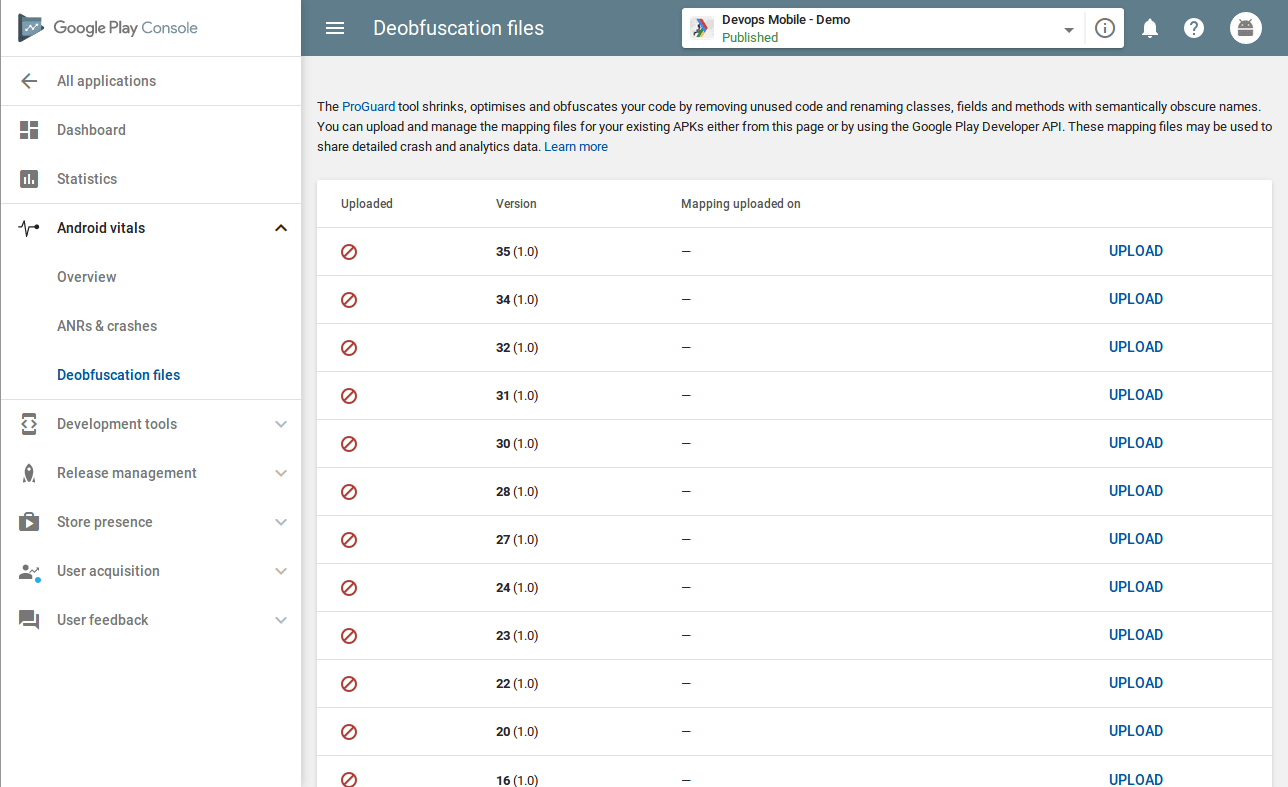 Google Play Console
Deobfuscation files
Devops Mobile - Demo
Published
All applications
Dashboard
Statistics
Android vitals
Overview
ANRs & crashes
Deobfuscation files
Development tools
Release management
Store presence
User acquisition
User feedback
The ProGuard tool shrinks, optimises and obfuscates your code by removing unused code and renaming classes, fields and methods with semantically obscure names.
You can upload and manage the mapping files for your existing APKs either from this page or by using the Google Play Developer API. These mapping files may be used to
share detailed crash and analytics data. Learn more
Uploaded Version Mapping uploaded on
35 (1.0) — UPLOAD
34 (1.0) — UPLOAD
32 (1.0) — UPLOAD
31 (1.0) — UPLOAD
30 (1.0) — UPLOAD
28 (1.0) — UPLOAD
27 (1.0) — UPLOAD
24 (1.0) — UPLOAD
23 (1.0) — UPLOAD
22 (1.0) — UPLOAD
20 (1.0) — UPLOAD
16 (1.0) — UPLOAD